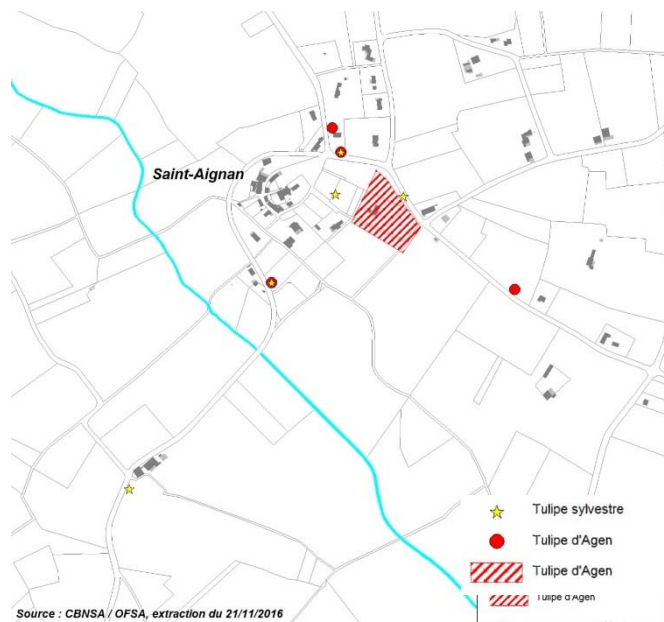 Saint-Aignan
Tulipe sylvestre
Tulipe d'Agen
Tulipe d'Agen
Tulipe d'Agen
Source : CBNSA / OFSA, extraction du 21/11/2016